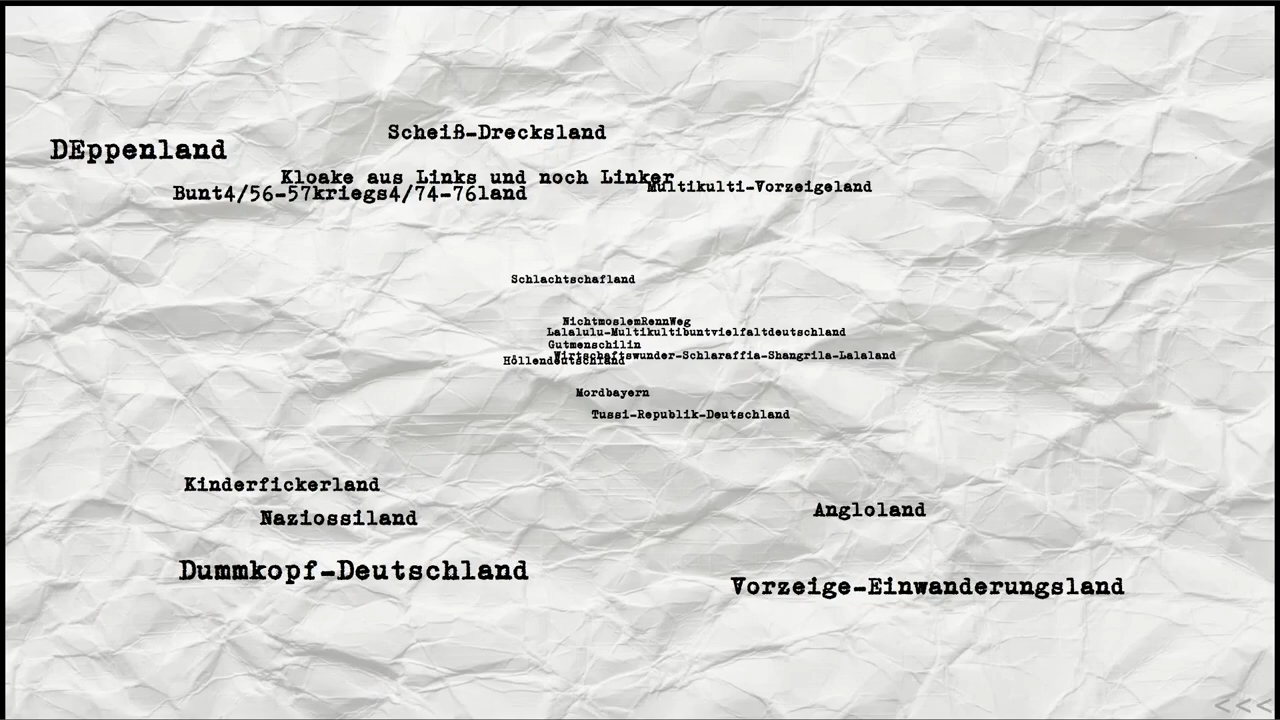 Scheiß-Drecksland
DEppenland
Kloake aus Links und noch Linker
Multikulti-Vorzeigeland
Bunt4/56-57kriegs4/74-76land
Schlachtschafland
NichtmoslemRennWeg
Lalalulu-Multikultibuntvielfaltdeutschland
Gutmenschilin
Wirtschaftswunder-Schlaraffia-Shangrila-Lalaland
Höllendeutschland
Mordbayern
Tussi-Republik-Deutschland
Kinderfickerland
Angloland
Naziossiland
Dummkopf-Deutschland
Vorzeige-Einwanderungsland
<<<